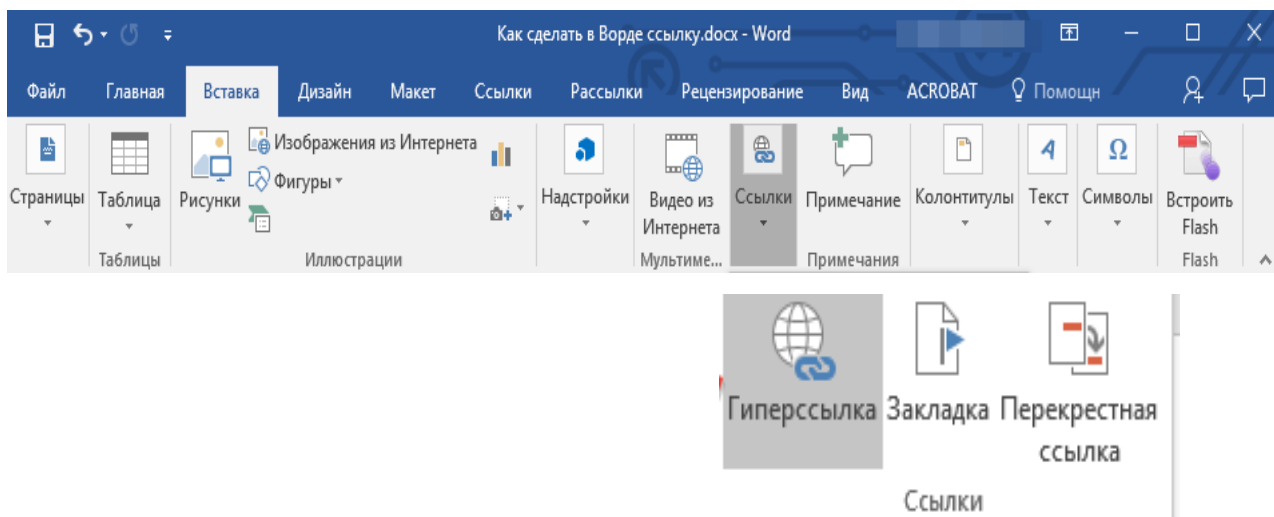 Как сделать в Ворде ссылку.docx - Word
Файл Главная Вставка Дизайн Макет Ссылки Рассылки Рецензирование Вид ACROBAT Помощн
Страницы Таблица Рисунки Изображения из Интернета Фигуры Надстройки Видео из Интернета Ссылки Примечание Колонтитулы Текст Символы Встроить Flash
Таблицы Иллюстрации Мультиме... Примечания Flash
Гиперссылка Закладка Перекрестная
ссылка
Ссылки